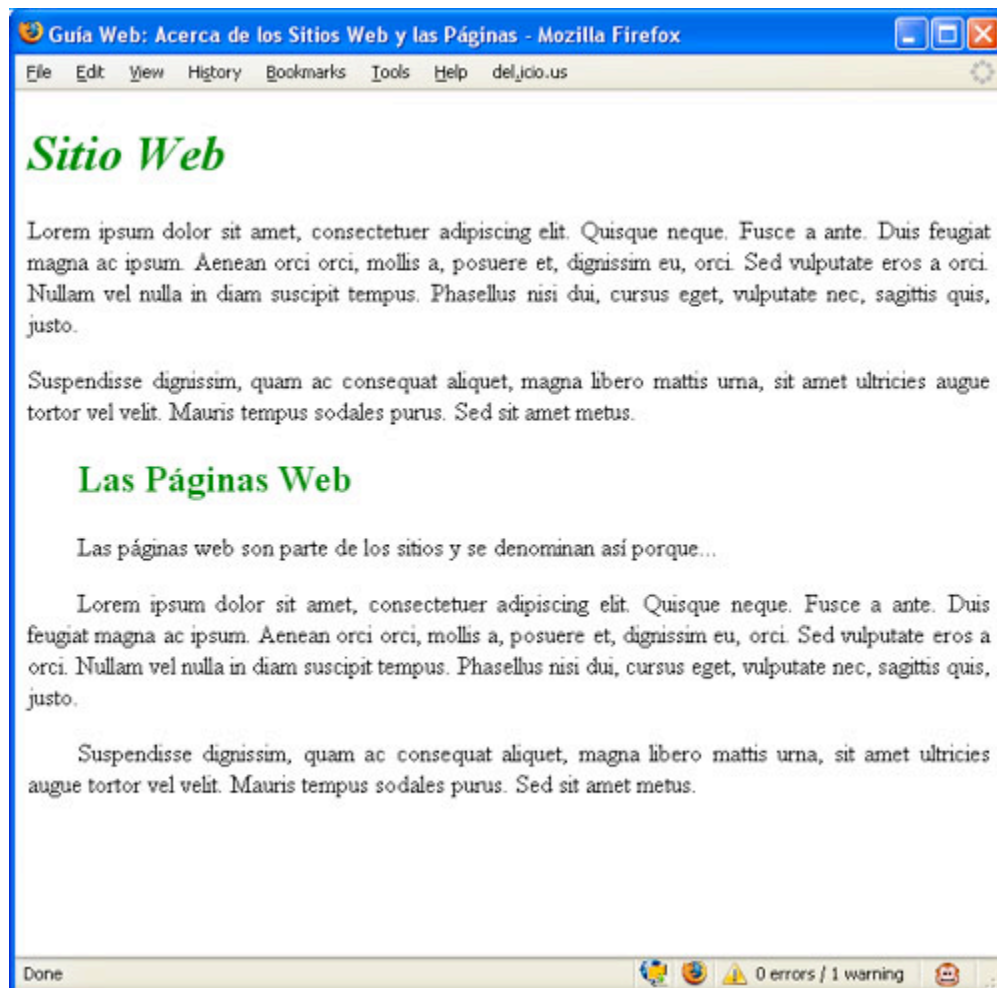 Guía Web: Acerca de los Sitios Web y las Páginas - Mozilla Firefox
File Edit View History Bookmarks Tools Help del.icio.us
Sitio Web
Lorem ipsum dolor sit amet, consectetuer adipiscing elit. Quisque neque. Fusce a ante. Duis feugiat
magna ac ipsum. Aenean orci orci, mollis a, posuere et, dignissim eu, orci. Sed vulputate eros a orci.
Nullam vel nulla in diam suscipit tempus. Phasellus nisi dui, cursus eget, vulputate nec, sagittis quis,
justo.
Suspendisse dignissim, quam ac consequat aliquet, magna libero mattis urna, sit amet ultricies augue
tortor vel velit. Mauris tempus sodales purus. Sed sit amet metus.
Las Páginas Web
Las páginas web son parte de los sitios y se denominan así porque...
Lorem ipsum dolor sit amet, consectetuer adipiscing elit. Quisque neque. Fusce a ante. Duis
feugiat magna ac ipsum. Aenean orci orci, mollis a, posuere et, dignissim eu, orci. Sed vulputate eros a
orci. Nullam vel nulla in diam suscipit tempus. Phasellus nisi dui, cursus eget, vulputate nec, sagittis quis,
justo.
Suspendisse dignissim, quam ac consequat aliquet, magna libero mattis urna, sit amet ultricies
augue tortor vel velit. Mauris tempus sodales purus. Sed sit amet metus.
Done 0 errors / 1 warning